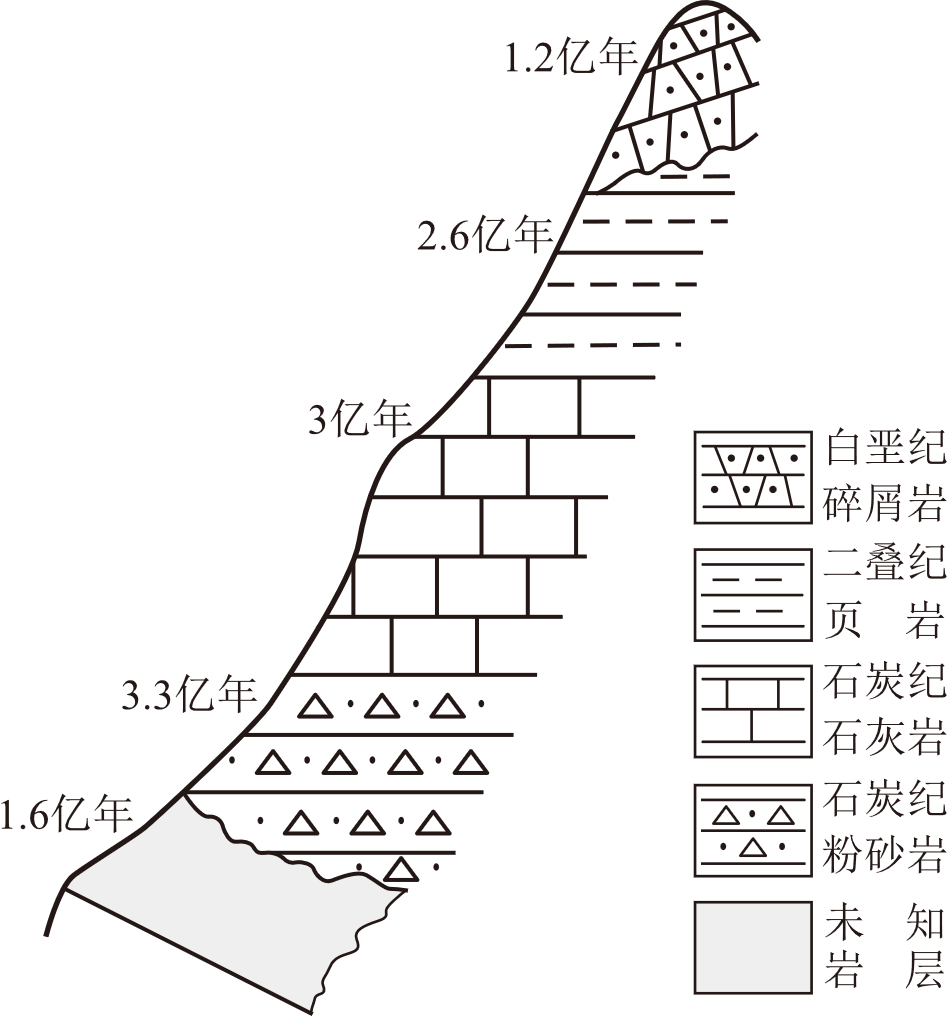 1.2亿年
2.6亿年
3亿年
3.3亿年
1.6亿年
白垩纪
碎屑岩
二叠纪
页岩
石炭纪
石灰岩
石炭纪
粉砂岩
未知
岩层